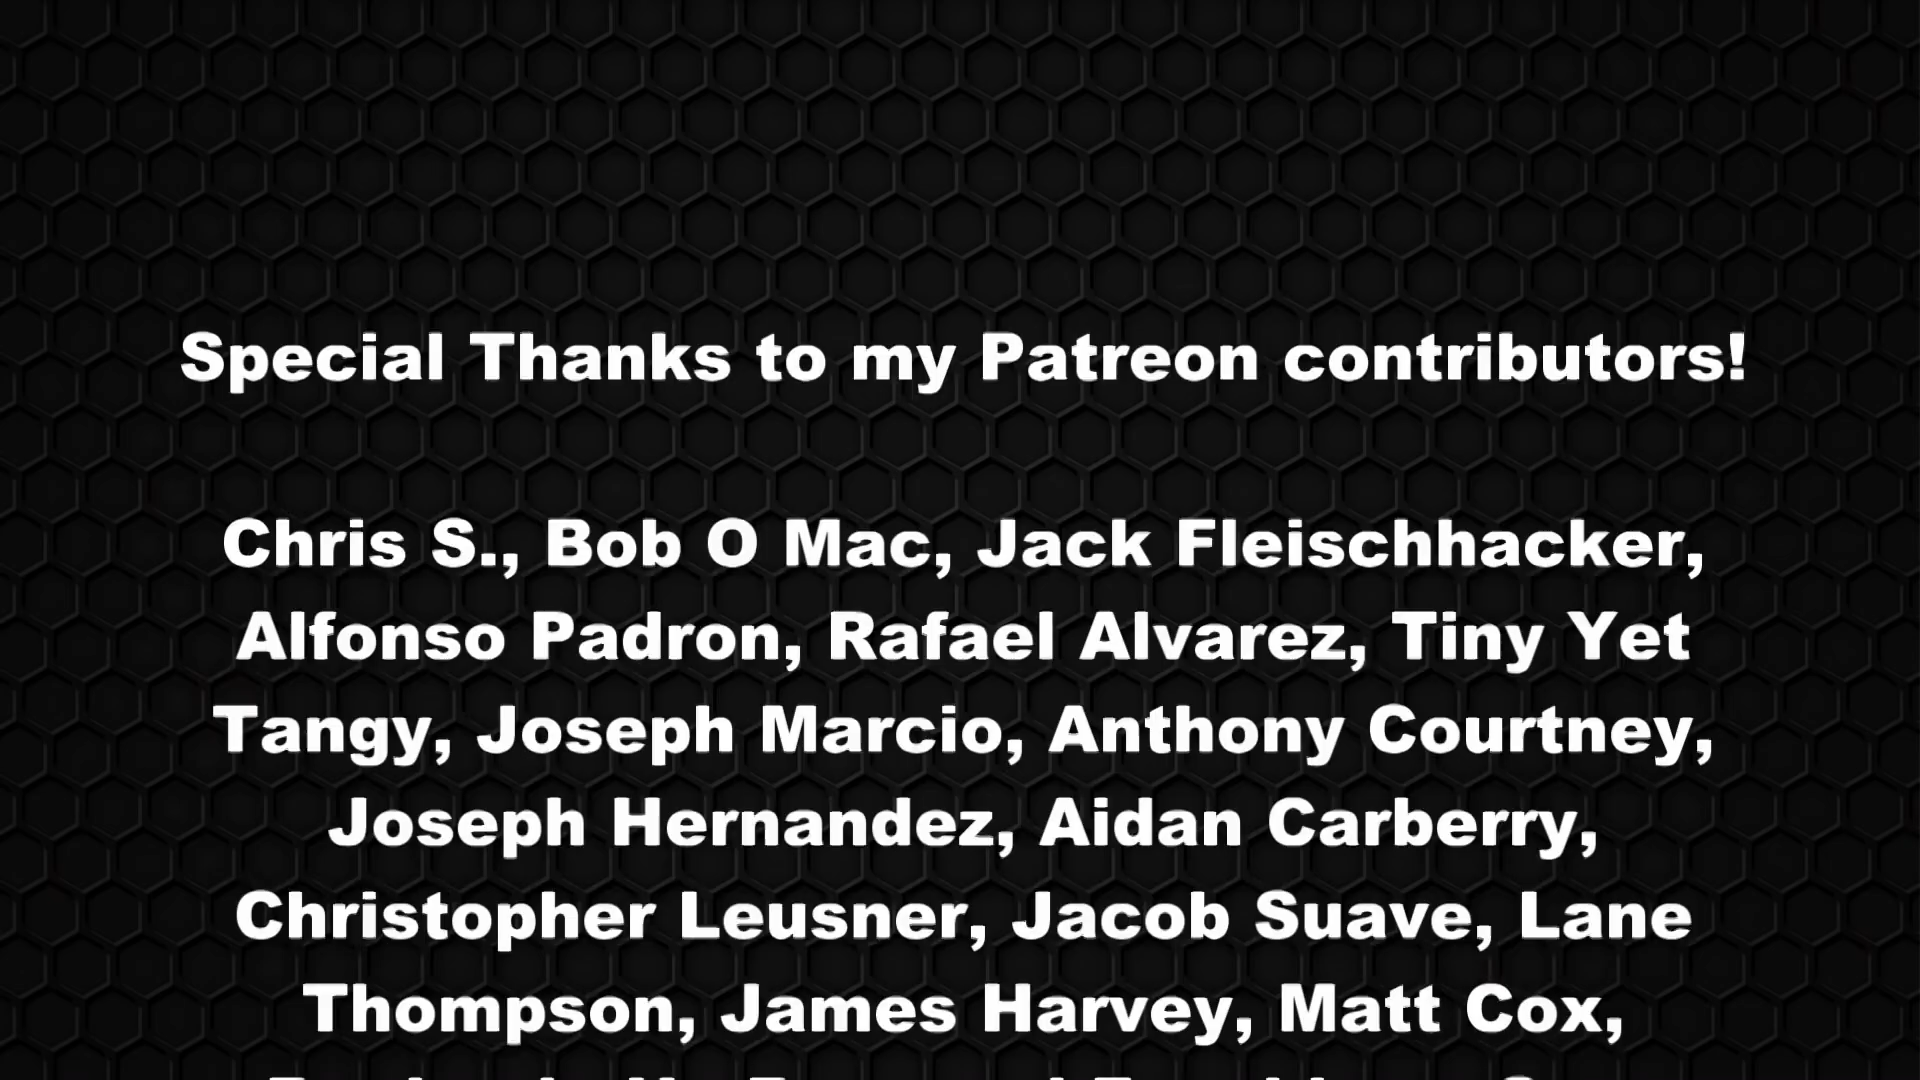 Special Thanks to my Patreon contributors!
Chris S., Bob O Mac, Jack Fleischhacker,
Alfonso Padron, Rafael Alvarez, Tiny Yet
Tangy, Joseph Marcio, Anthony Courtney,
Joseph Hernandez, Aidan Carberry,
Christopher Leusner, Jacob Suave, Lane
Thompson, James Harvey, Matt Cox,